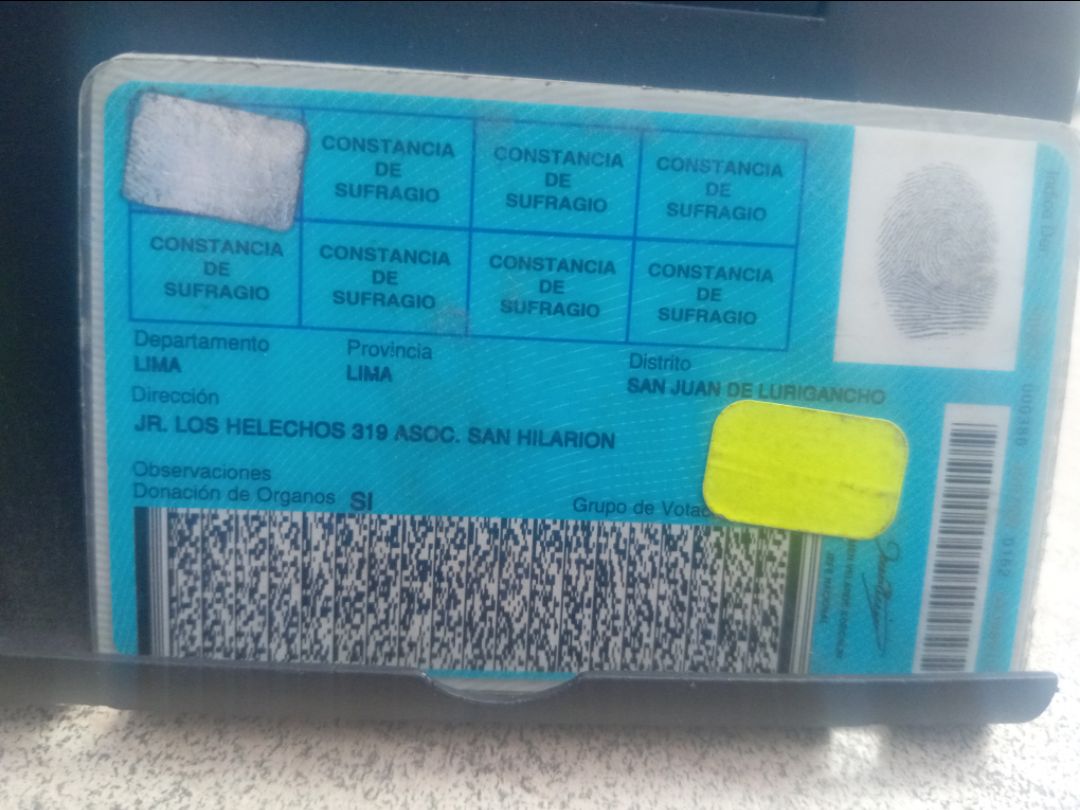 CONSTANCIA DE SUFRAGIO
CONSTANCIA DE SUFRAGIO
CONSTANCIA DE SUFRAGIO
CONSTANCIA DE SUFRAGIO
CONSTANCIA DE SUFRAGIO
CONSTANCIA DE SUFRAGIO
CONSTANCIA DE SUFRAGIO
Departamento Provincia Distrito
LIMA LIMA SAN JUAN DE LURIGANCHO
Dirección
JR. LOS HELECHOS 319 ASOC. SAN HILARION
Observaciones
Donación de Organos SI Grupo de